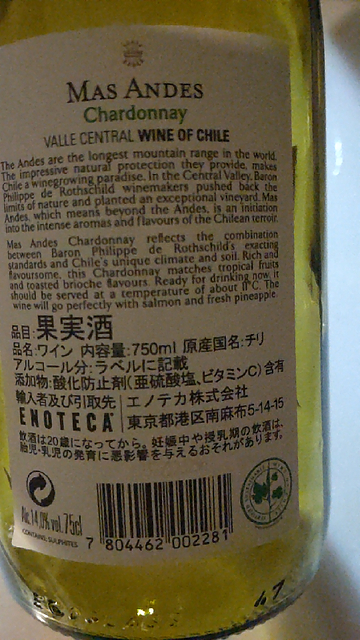 MAS ANDES
Chardonnay
VALLE CENTRAL WINE OF CHILE
The Andes are the longest mountain range in the world.
The impressive natural protection they provide, makes
Chile a winegrowing paradise. In the Central Valley, Baron
Philippe de Rothschild winemakers pushed back the
limits of nature and planted an exceptional vineyard. Mas
Andes, which means beyond the Andes, is an initiation
into the intense aromas and flavours of the Chilean terroir.
Mas Andes Chardonnay reflects the combination
between Baron Philippe de Rothschild's exacting
standards and Chile's unique climate and soil. Rich and
flavoursome, this Chardonnay matches tropical fruits
and toasted brioche flavours. Ready for drinking now, it
should be served at a temperature of about 11°C. The
wine will go perfectly with salmon and fresh pineapple.
品目:果実酒
品名:ワイン 内容量:750ml 原産国名:チリ
アルコール分:ラベルに記載
添加物:酸化防止剤(亜硫酸塩、ビタミンC)含有
輸入者及び引取先 エノテカ株式会社
ENOTECA 東京都港区南麻布5-14-15
飲酒は20歳になってから。妊娠中や授乳期の飲酒は、
胎児・乳児の発育に悪影響を与えるおそれがあります。
Alc.14,0% vol. 75cl
CONTAINS SULPHITES
7 804462 002281
47